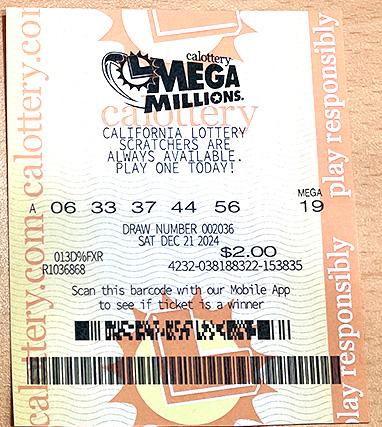 calottery
MEGA
MILLIONS.
calottery
CALIFORNIA LOTTERY
SCRATCHERS ARE
ALWAYS AVAILABLE.
PLAY ONE TODAY!
MEGA
A 06 33 37 44 56 19
DRAW NUMBER 002036
SAT DEC 21 2024
$2.00
013D%FXR
R1036868 4232-038188322-153835
Scan this barcode with our Mobile App
to see if ticket is a winner
calottery.com calottery.co
play responsibly
play responsibly